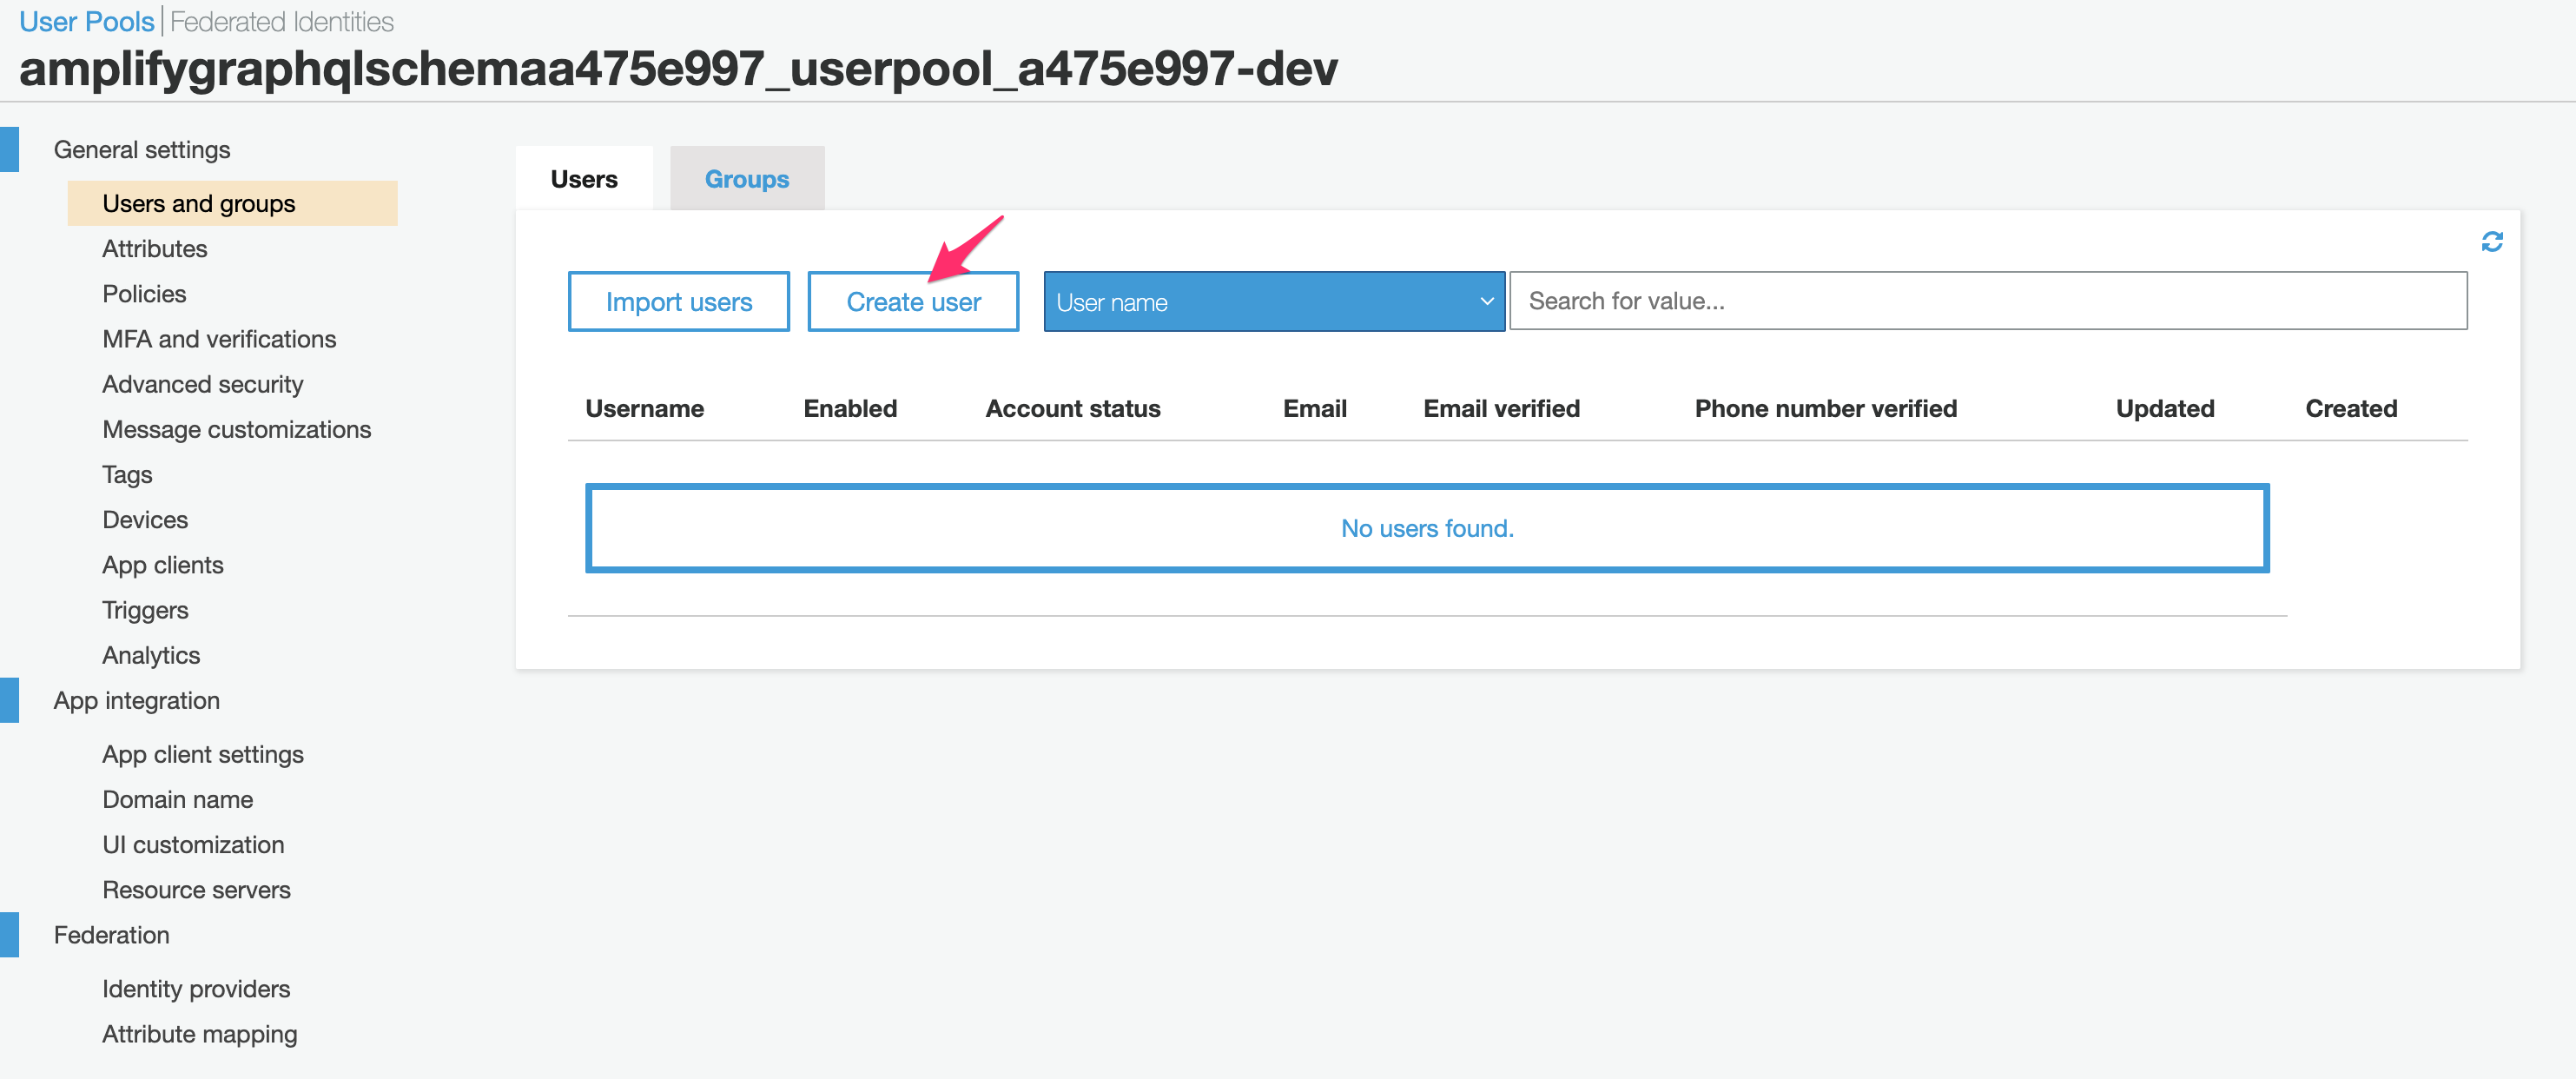 User Pools | Federated Identities
amplifygraphqlschemaa475e997_userpool_a475e997-dev
General settings
Users and groups
Attributes
Policies
MFA and verifications
Advanced security
Message customizations
Tags
Devices
App clients
Triggers
Analytics
App integration
App client settings
Domain name
UI customization
Resource servers
Federation
Identity providers
Attribute mapping
Users Groups
Import users Create user User name Search for value...
Username Enabled Account status Email Email verified Phone number verified Updated Created
No users found.